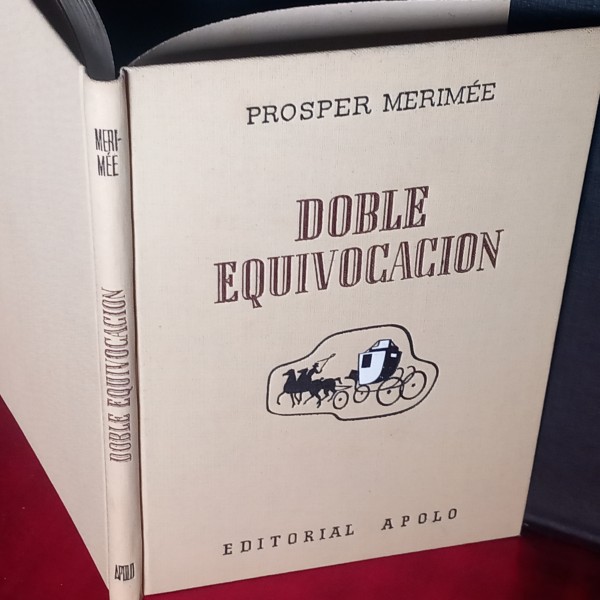 MERI-
MÉE
DOBLE EQUIVOCACION
APOLO
PROSPER MERIMÉE
DOBLE
EQUIVOCACION
EDITORIAL APOLO